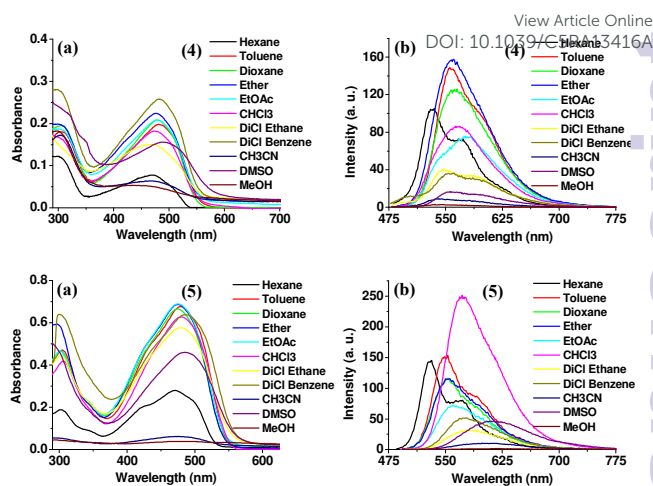 View Article Online
DOI: 10.1039/C5RA13416A
(a)
(4)
Hexane
Toluene
Dioxane
Ether
EtOAc
CHCl3
DiCl Ethane
DiCl Benzene
CH3CN
DMSO
MeOH
Absorbance
0.4
0.3
0.2
0.1
0.0
300 400 500 600 700
Wavelength (nm)
(b)
(4)
Hexane
Toluene
Dioxane
Ether
EtOAc
CHCl3
DiCl Ethane
DiCl Benzene
CH3CN
DMSO
MeOH
Intensity (a. u.)
160
120
80
40
0
475 550 625 700 775
Wavelength (nm)
(a)
(5)
Hexane
Toluene
Dioxane
Ether
EtOAc
CHCl3
DiCl Ethane
DiCl Benzene
CH3CN
DMSO
MeOH
Absorbance
0.8
0.6
0.4
0.2
0.0
300 400 500 600
Wavelength (nm)
(b)
(5)
Hexane
Toluene
Dioxane
Ether
EtOAc
CHCl3
DiCl Ethane
DiCl Benzene
CH3CN
DMSO
MeOH
Intensity (a. u.)
250
200
150
100
50
0
475 550 625 700 775
Wavelength (nm)